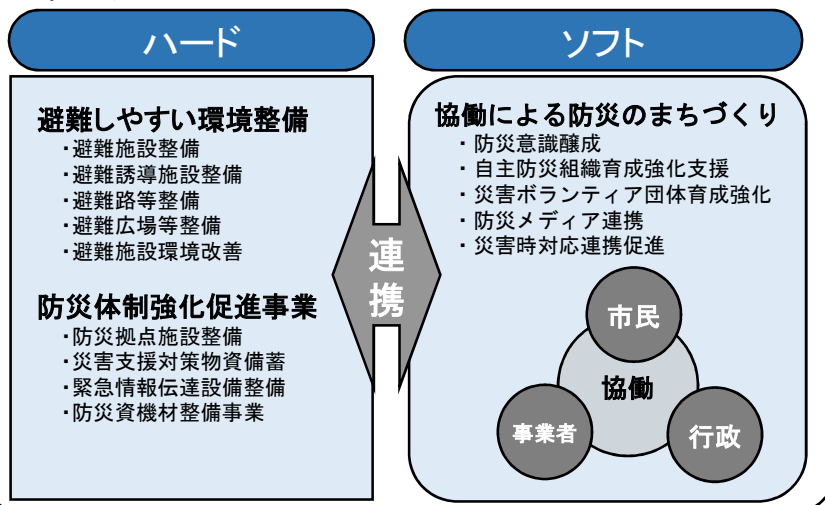 ハード
避難しやすい環境整備
・避難施設整備
・避難誘導施設整備
・避難路等整備
・避難広場等整備
・避難施設環境改善
防災体制強化促進事業
・防災拠点施設整備
・災害支援対策物資備蓄
・緊急情報伝達設備整備
・防災資機材整備事業
連携
ソフト
協働による防災のまちづくり
・防災意識醸成
・自主防災組織育成強化支援
・災害ボランティア団体育成強化
・防災メディア連携
・災害時対応連携促進
市民
協働
事業者
行政